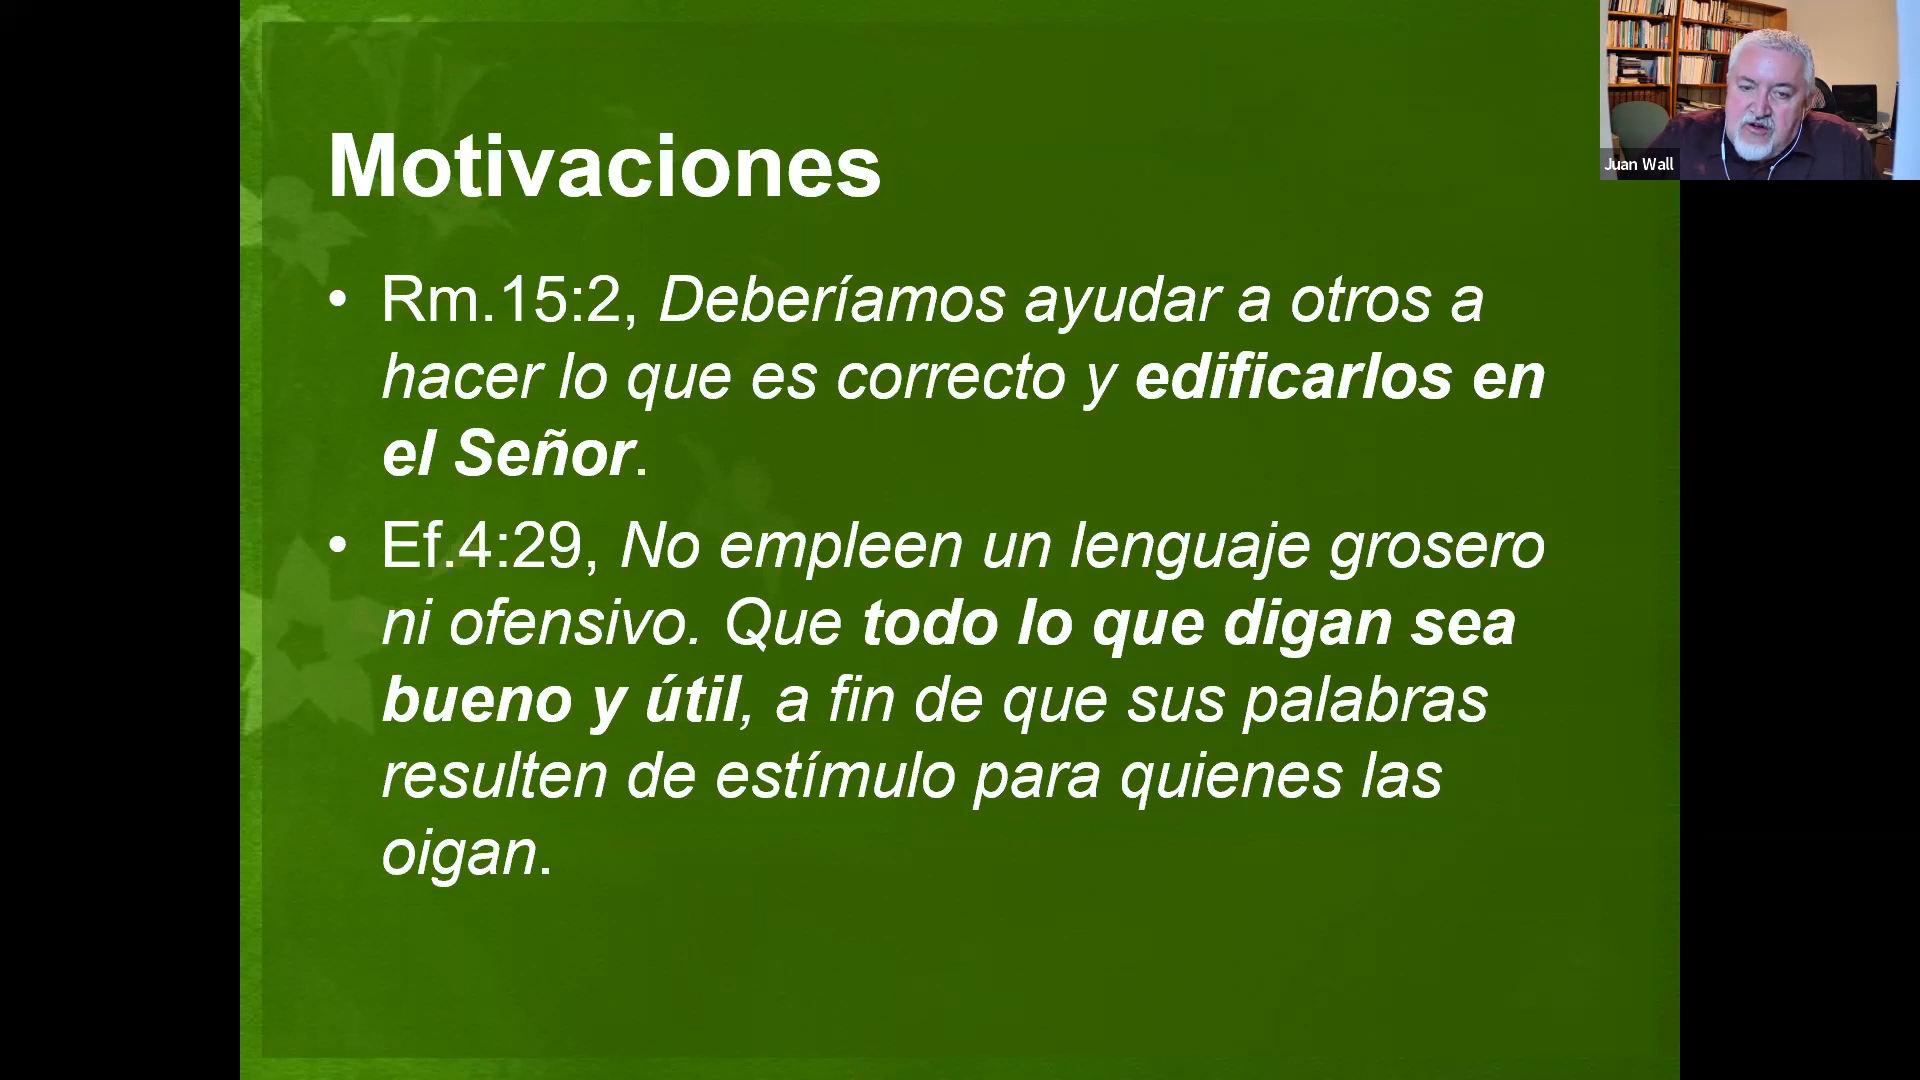 Motivaciones
• Rm.15:2, Deberíamos ayudar a otros a
hacer lo que es correcto y edificarlos en
el Señor.
• Ef.4:29, No empleen un lenguaje grosero
ni ofensivo. Que todo lo que digan sea
bueno y útil, a fin de que sus palabras
resulten de estímulo para quienes las
oigan.
Juan Wall